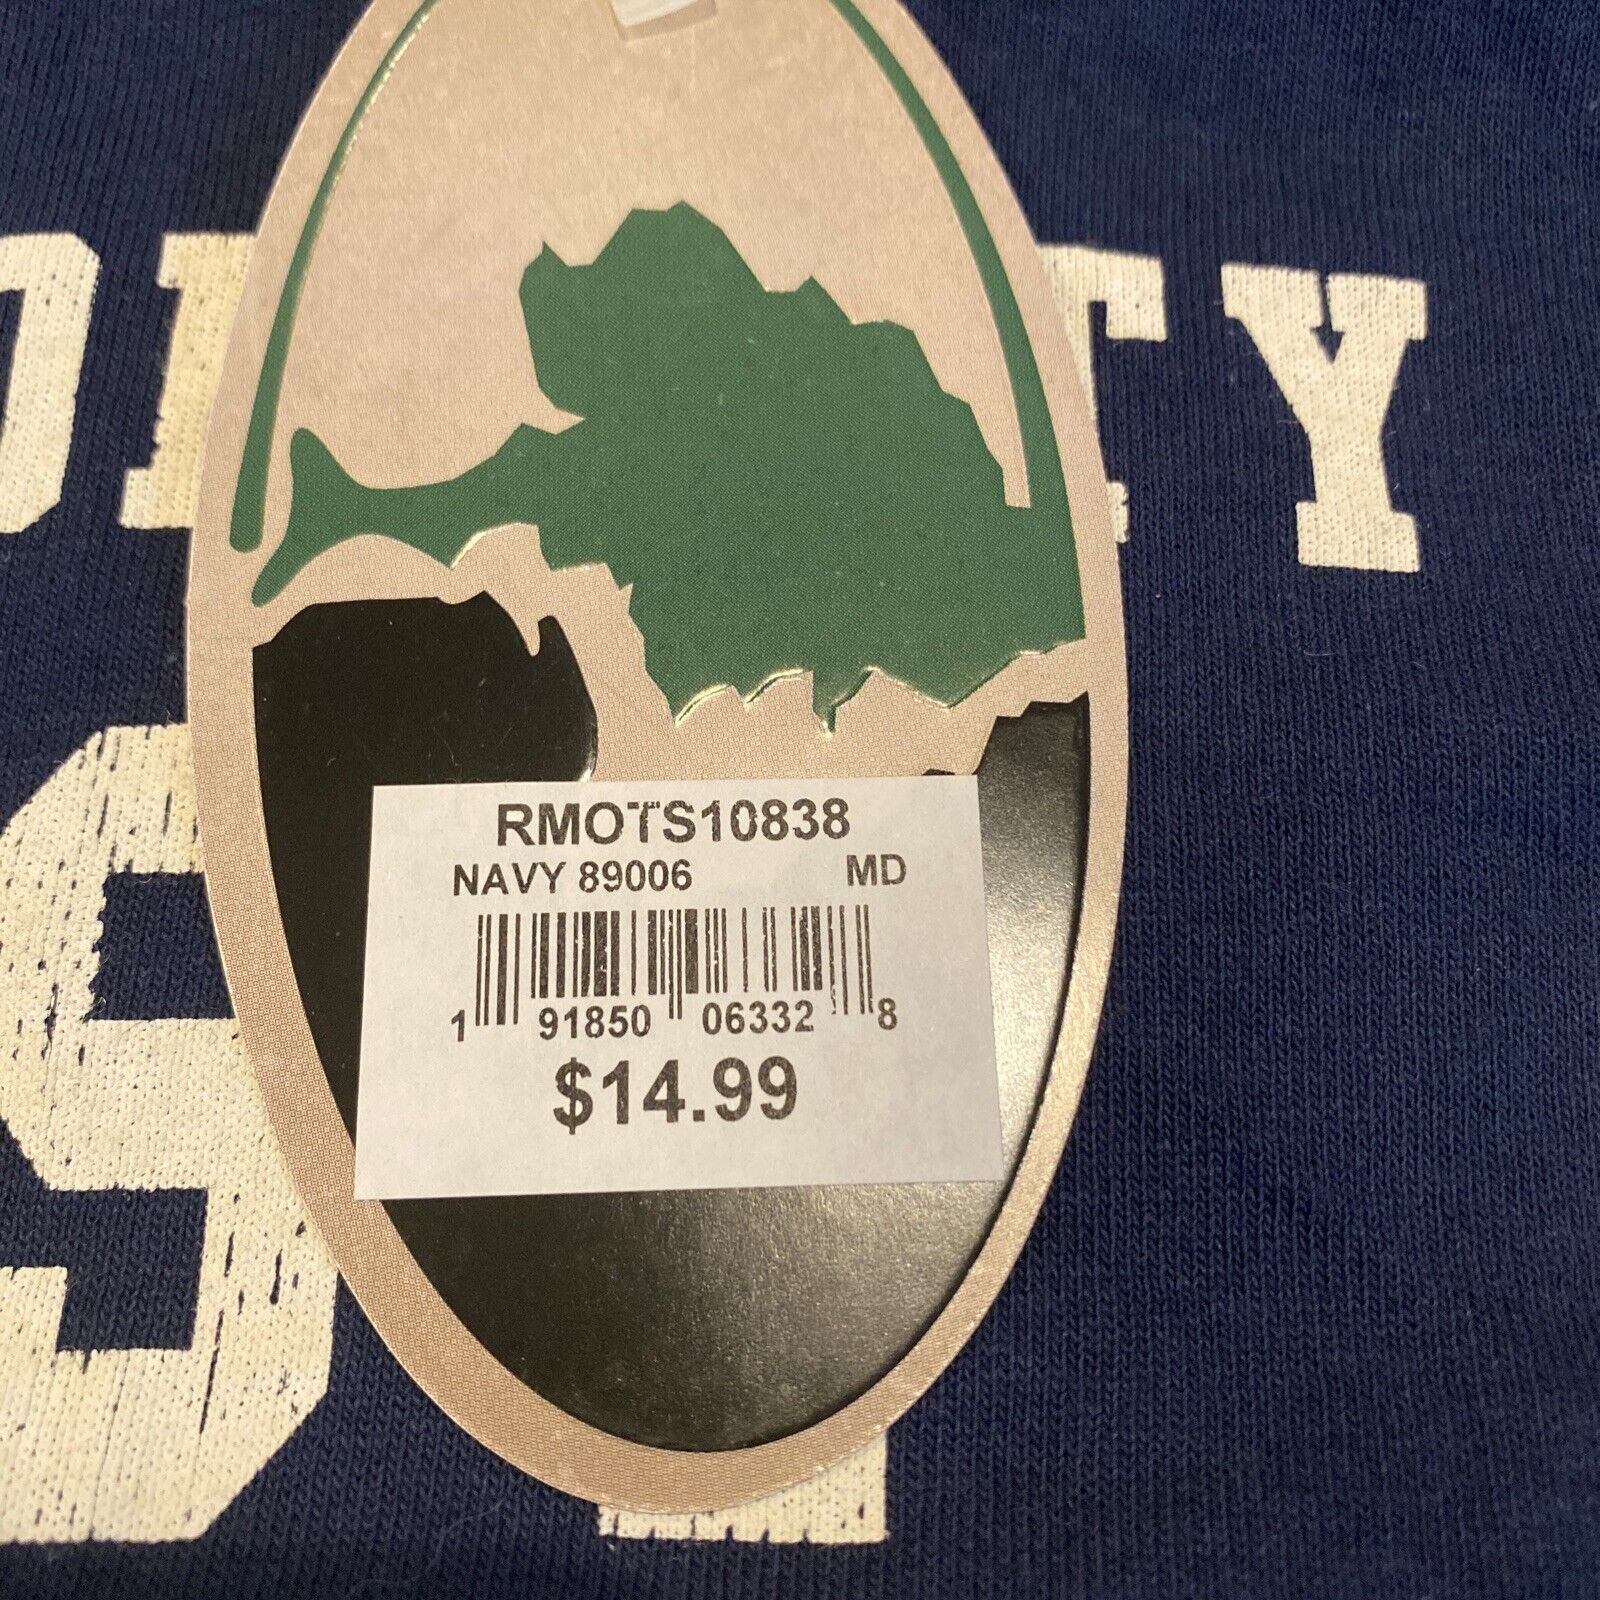 RMOTS10838
NAVY 89006 MD
1 91850 06332 8
$14.99